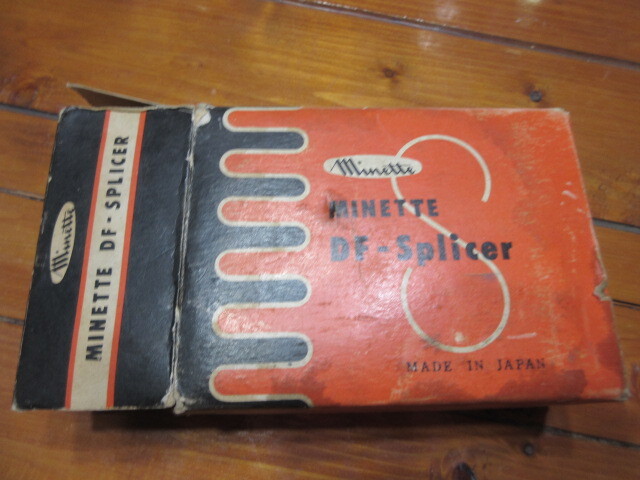 Minette
MINETTE DF-SPLICER
Minette
MINETTE
DF-Splicer
MADE IN JAPAN